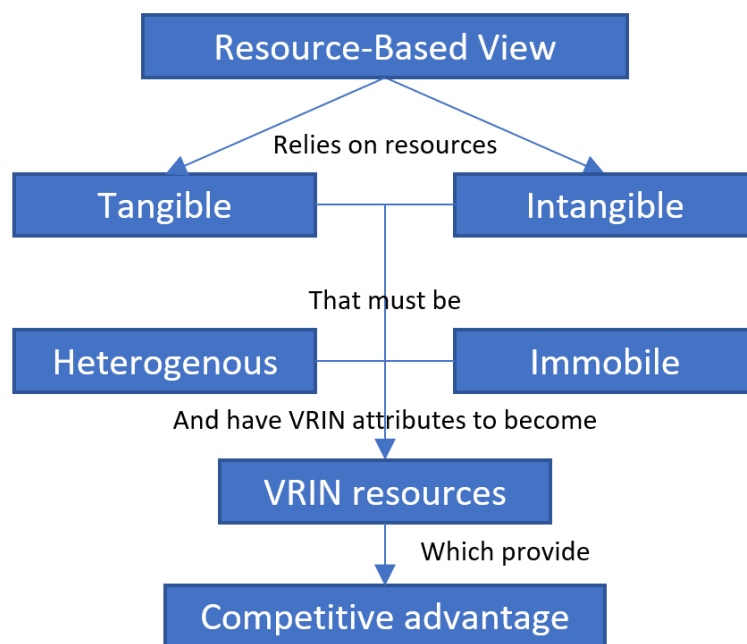 Resource-Based View
Relies on resources
Tangible
Intangible
That must be
Heterogenous
Immobile
And have VRIN attributes to become
VRIN resources
Which provide
Competitive advantage